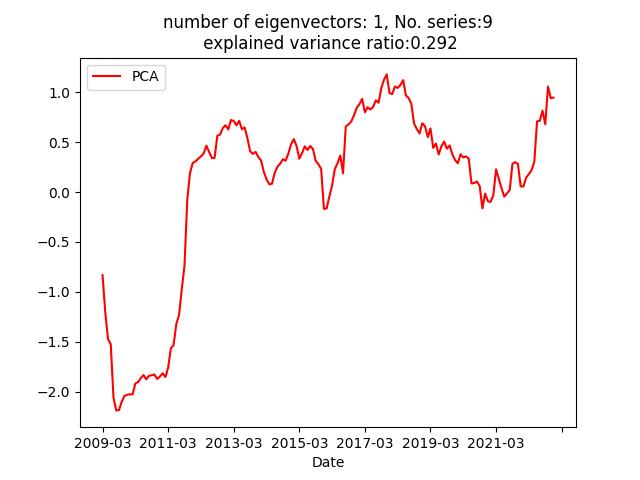 number of eigenvectors: 1, No. series:9
explained variance ratio:0.292
PCA
1.0
0.5
0.0
−0.5
−1.0
−1.5
−2.0
2009-03 2011-03 2013-03 2015-03 2017-03 2019-03 2021-03
Date